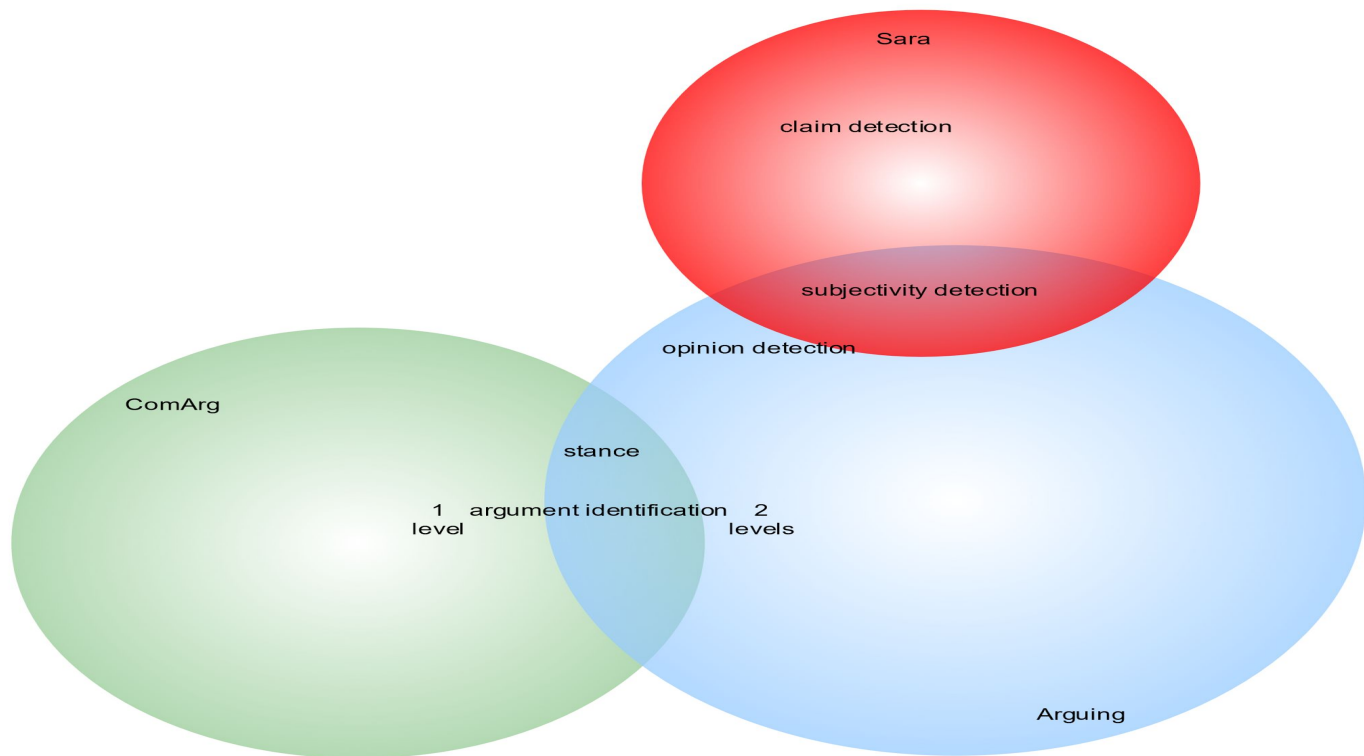 Sara
claim detection
subjectivity detection
opinion detection
ComArg
stance
1 argument identification 2
level levels
Arguing